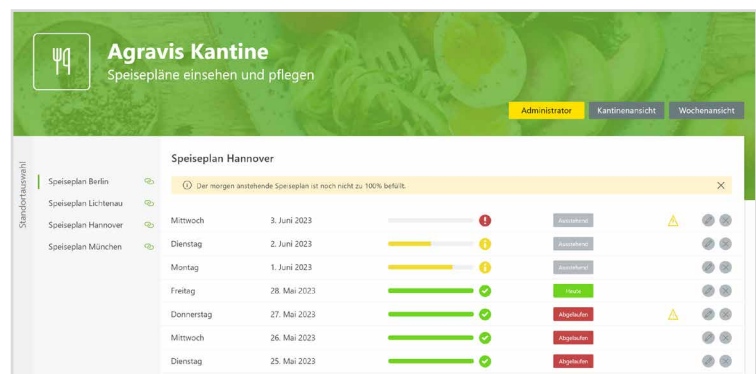 Agravis Kantine
Speisepläne einsehen und pflegen
Administrator Kantinenansicht Wochenansicht
Standortauswahl
Speiseplan Berlin
Speiseplan Lichtenau
Speiseplan Hannover
Speiseplan München
Speiseplan Hannover
Der morgen anstehende Speiseplan ist noch nicht zu 100% befüllt.
Mittwoch 3. Juni 2023 Ausstehend
Dienstag 2. Juni 2023 Ausstehend
Montag 1. Juni 2023 Ausstehend
Freitag 28. Mai 2023 Heute
Donnerstag 27. Mai 2023 Abgelaufen
Mittwoch 26. Mai 2023 Abgelaufen
Dienstag 25. Mai 2023 Abgelaufen